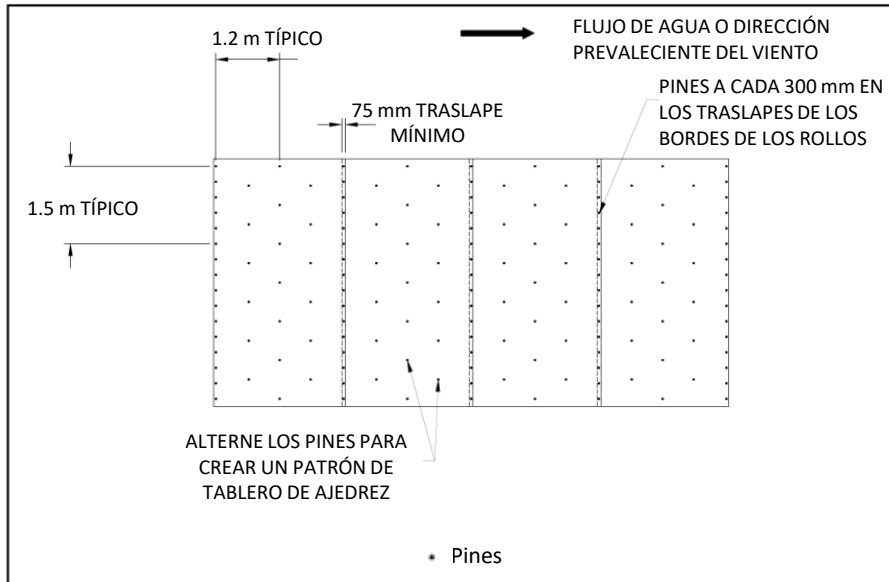 1.2 m TÍPICO
FLUJO DE AGUA O DIRECCIÓN
PREVALECIENTE DEL VIENTO
75 mm TRASLAPE
MÍNIMO
PINES A CADA 300 mm EN
LOS TRASLAPES DE LOS
BORDES DE LOS ROLLOS
1.5 m TÍPICO
ALTERNE LOS PINES PARA
CREAR UN PATRÓN DE
TABLERO DE AJEDREZ
Pines